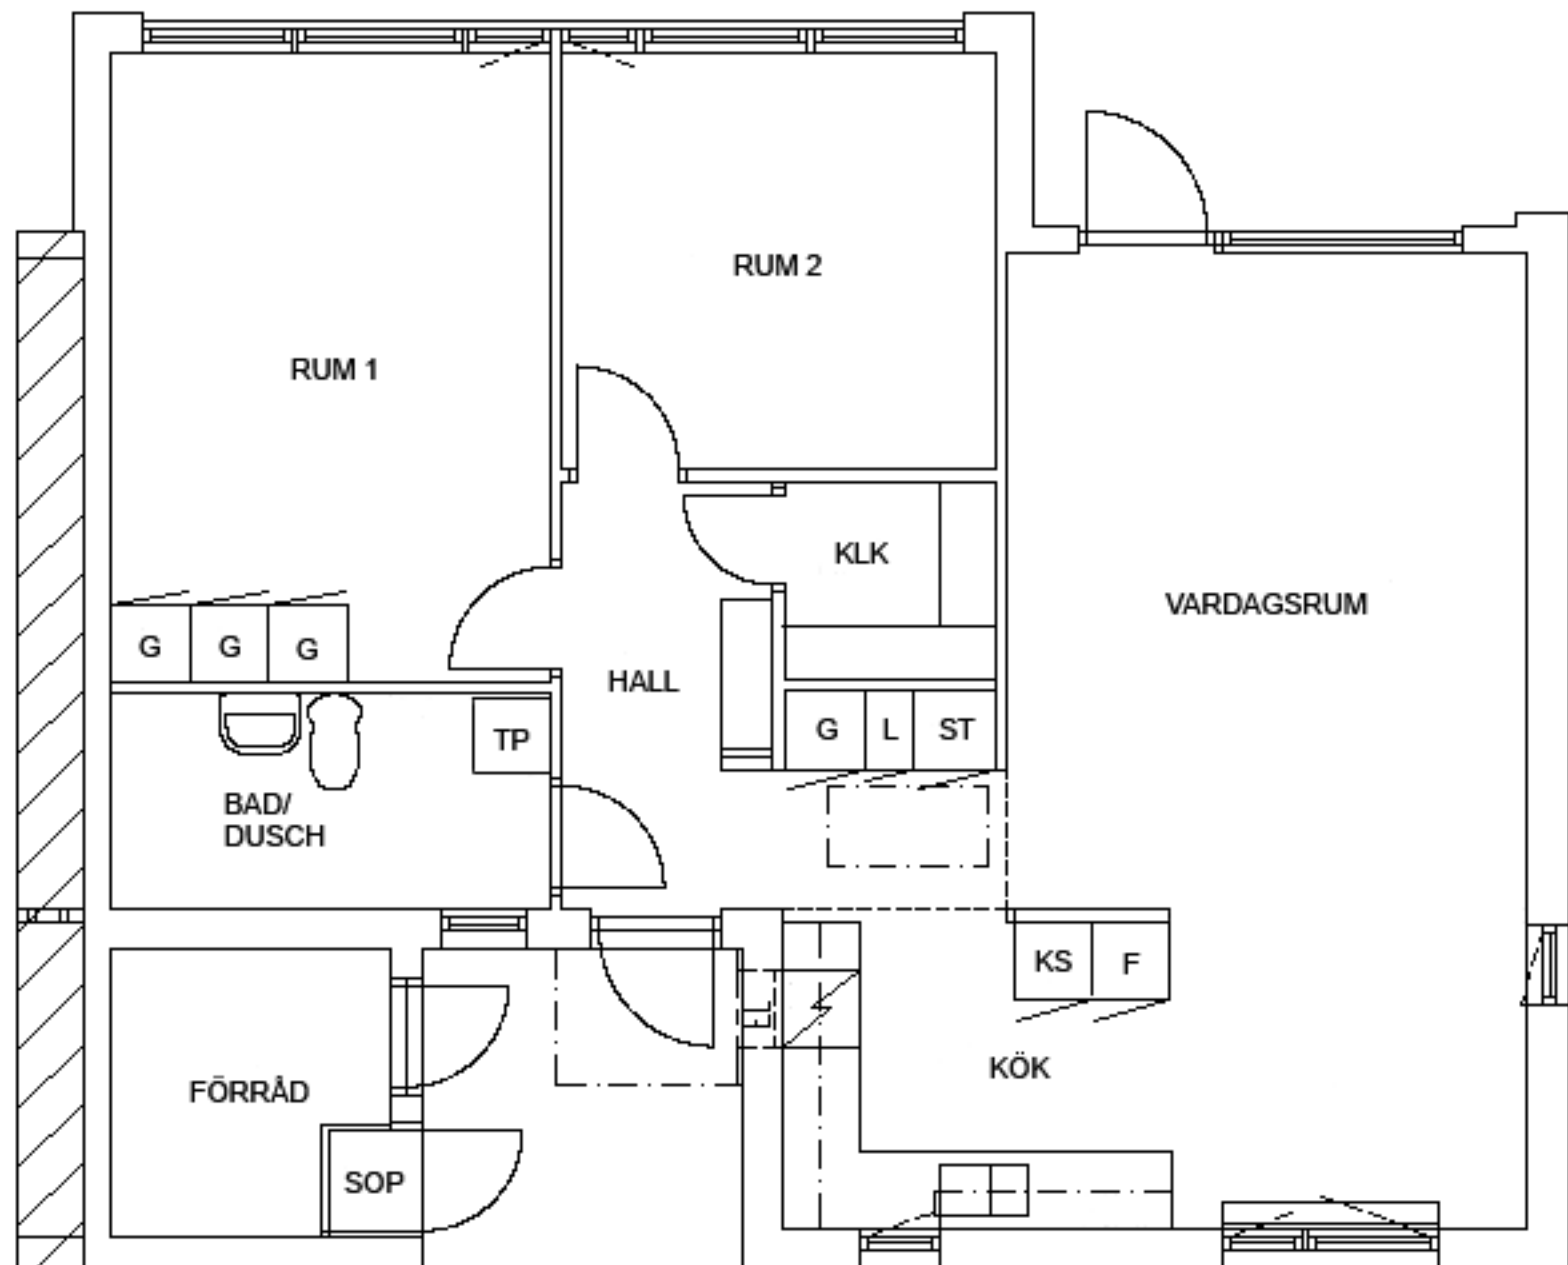 RUM 2
RUM 1
KLK
VARDAGSRUM
G
G
G
HALL
G
L
ST
TP
BAD/
DUSCH
KS
F
KÖK
FÖRRÅD
SOP